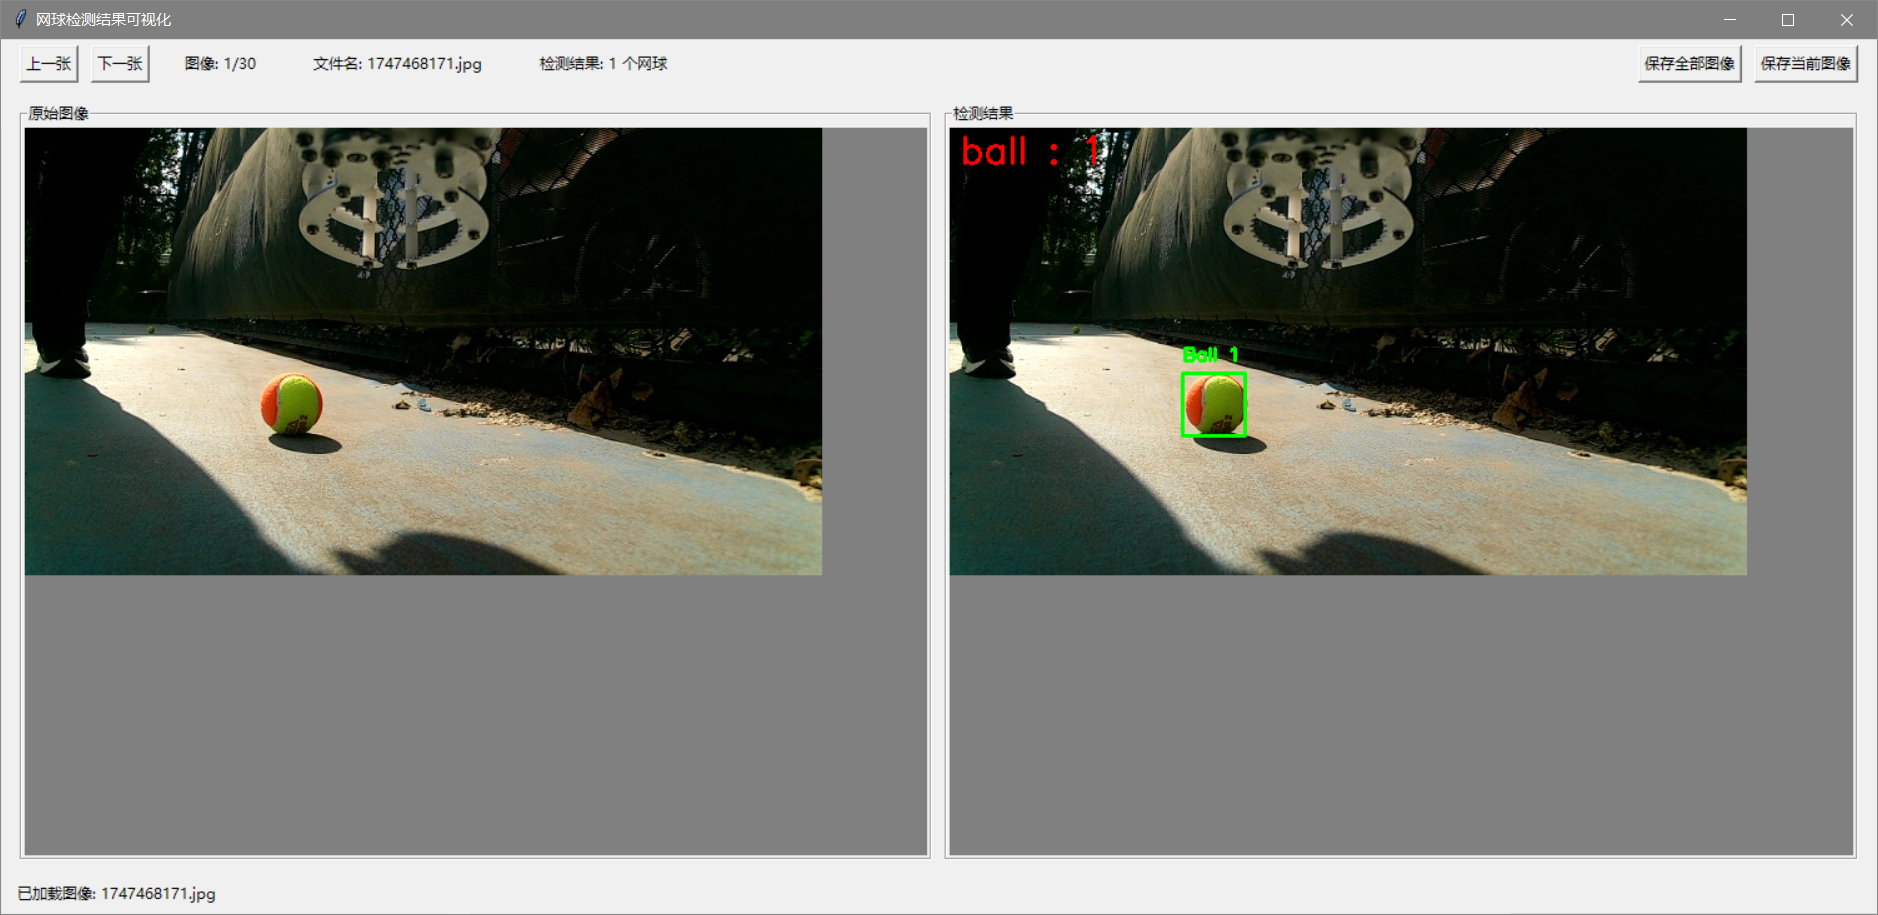 网球检测结果可视化
上一张 下一张 图像: 1/30 文件名: 1747468171.jpg 检测结果: 1 个网球 保存全部图像 保存当前图像
原始图像
检测结果
ball : 1
Ball 1
已加载图像: 1747468171.jpg